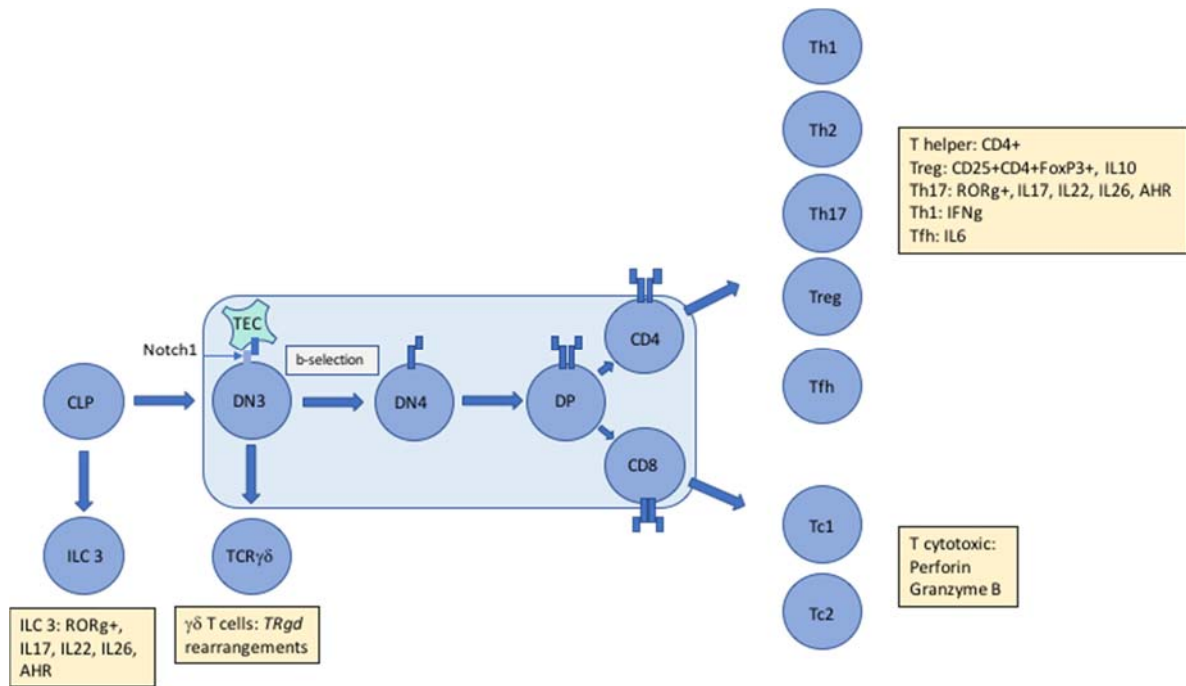 Th1
Th2
Th17
Treg
Tfh
T helper: CD4+
Treg: CD25+CD4+FoxP3+, IL10
Th17: RORg+, IL17, IL22, IL26, AHR
Th1: IFNg
Tfh: IL6
TEC
Notch1
b-selection
CLP
DN3
DN4
DP
CD4
CD8
ILC 3
TCRγδ
Tc1
Tc2
T cytotoxic:
Perforin
Granzyme B
ILC 3: RORg+,
IL17, IL22, IL26,
AHR
γδ T cells: TRgd
rearrangements